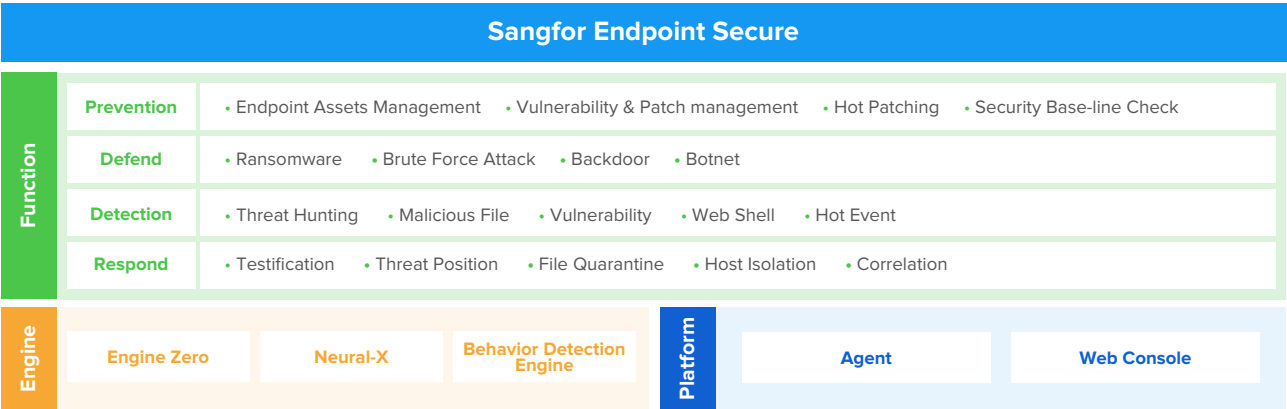 Sangfor Endpoint Secure
Function
Prevention
• Endpoint Assets Management • Vulnerability & Patch management • Hot Patching • Security Base-line Check
Defend
• Ransomware • Brute Force Attack • Backdoor • Botnet
Detection
• Threat Hunting • Malicious File • Vulnerability • Web Shell • Hot Event
Respond
• Testification • Threat Position • File Quarantine • Host Isolation • Correlation
Engine
Engine Zero
Neural-X
Behavior Detection
Engine
Platform
Agent
Web Console